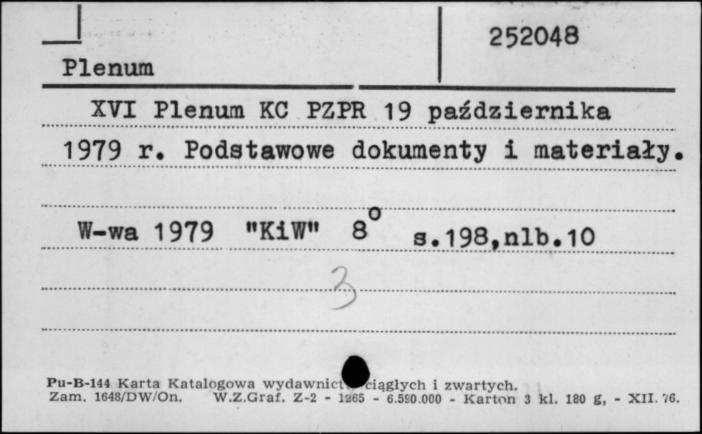 252048
Plenum
XVI Plenum KC PZPR 19 października
1979 r. Podstawowe dokumenty i materiały.
W-wa 1979 "KiW" 8° s.198,nlb.10
3
Pu-B-144 Karta Katalogowa wydawnict ciągłych i zwartych.
Zam. 1648/DW/On. W.Z.Graf. Z-2 - 1265 - 6.590.000 - Karton 3 kl. 180 g, - XII. 76.